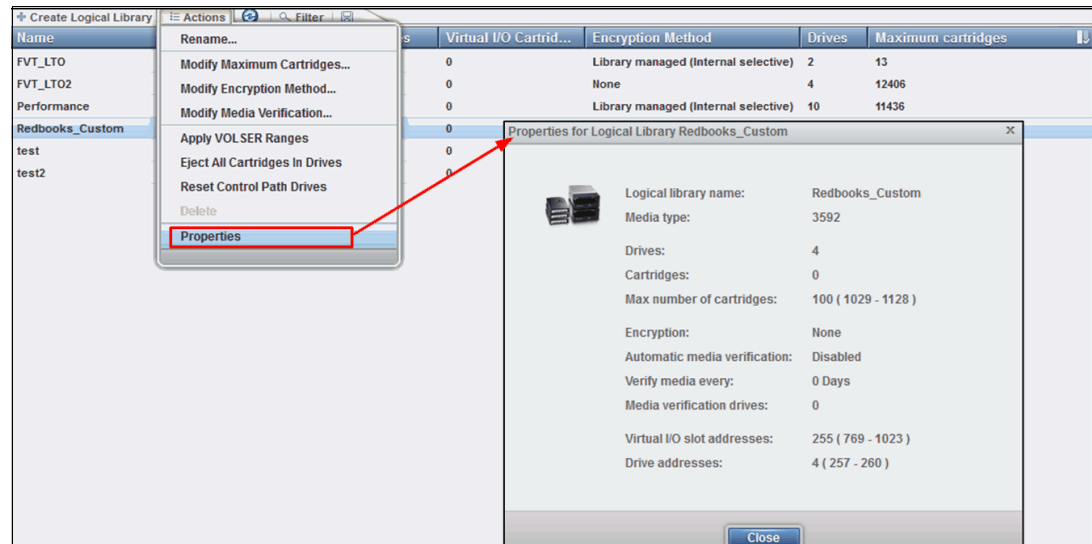 Create Logical Library Actions Filter
Name s Virtual I/O Cartrid... Encryption Method Drives Maximum cartridges
FVT_LTO 0 Library managed (Internal selective) 2 13
FVT_LTO2 0 None 4 12406
Performance 0 Library managed (Internal selective) 10 11436
Redbooks_Custom 0
test 0
test2 0
Rename...
Modify Maximum Cartridges...
Modify Encryption Method...
Modify Media Verification...
Apply VOLSER Ranges
Eject All Cartridges In Drives
Reset Control Path Drives
Delete
Properties
Properties for Logical Library Redbooks_Custom x
Logical library name: Redbooks_Custom
Media type: 3592
Drives: 4
Cartridges: 0
Max number of cartridges: 100 ( 1029 - 1128 )
Encryption: None
Automatic media verification: Disabled
Verify media every: 0 Days
Media verification drives: 0
Virtual I/O slot addresses: 255 ( 769 - 1023 )
Drive addresses: 4 ( 257 - 260 )
Close